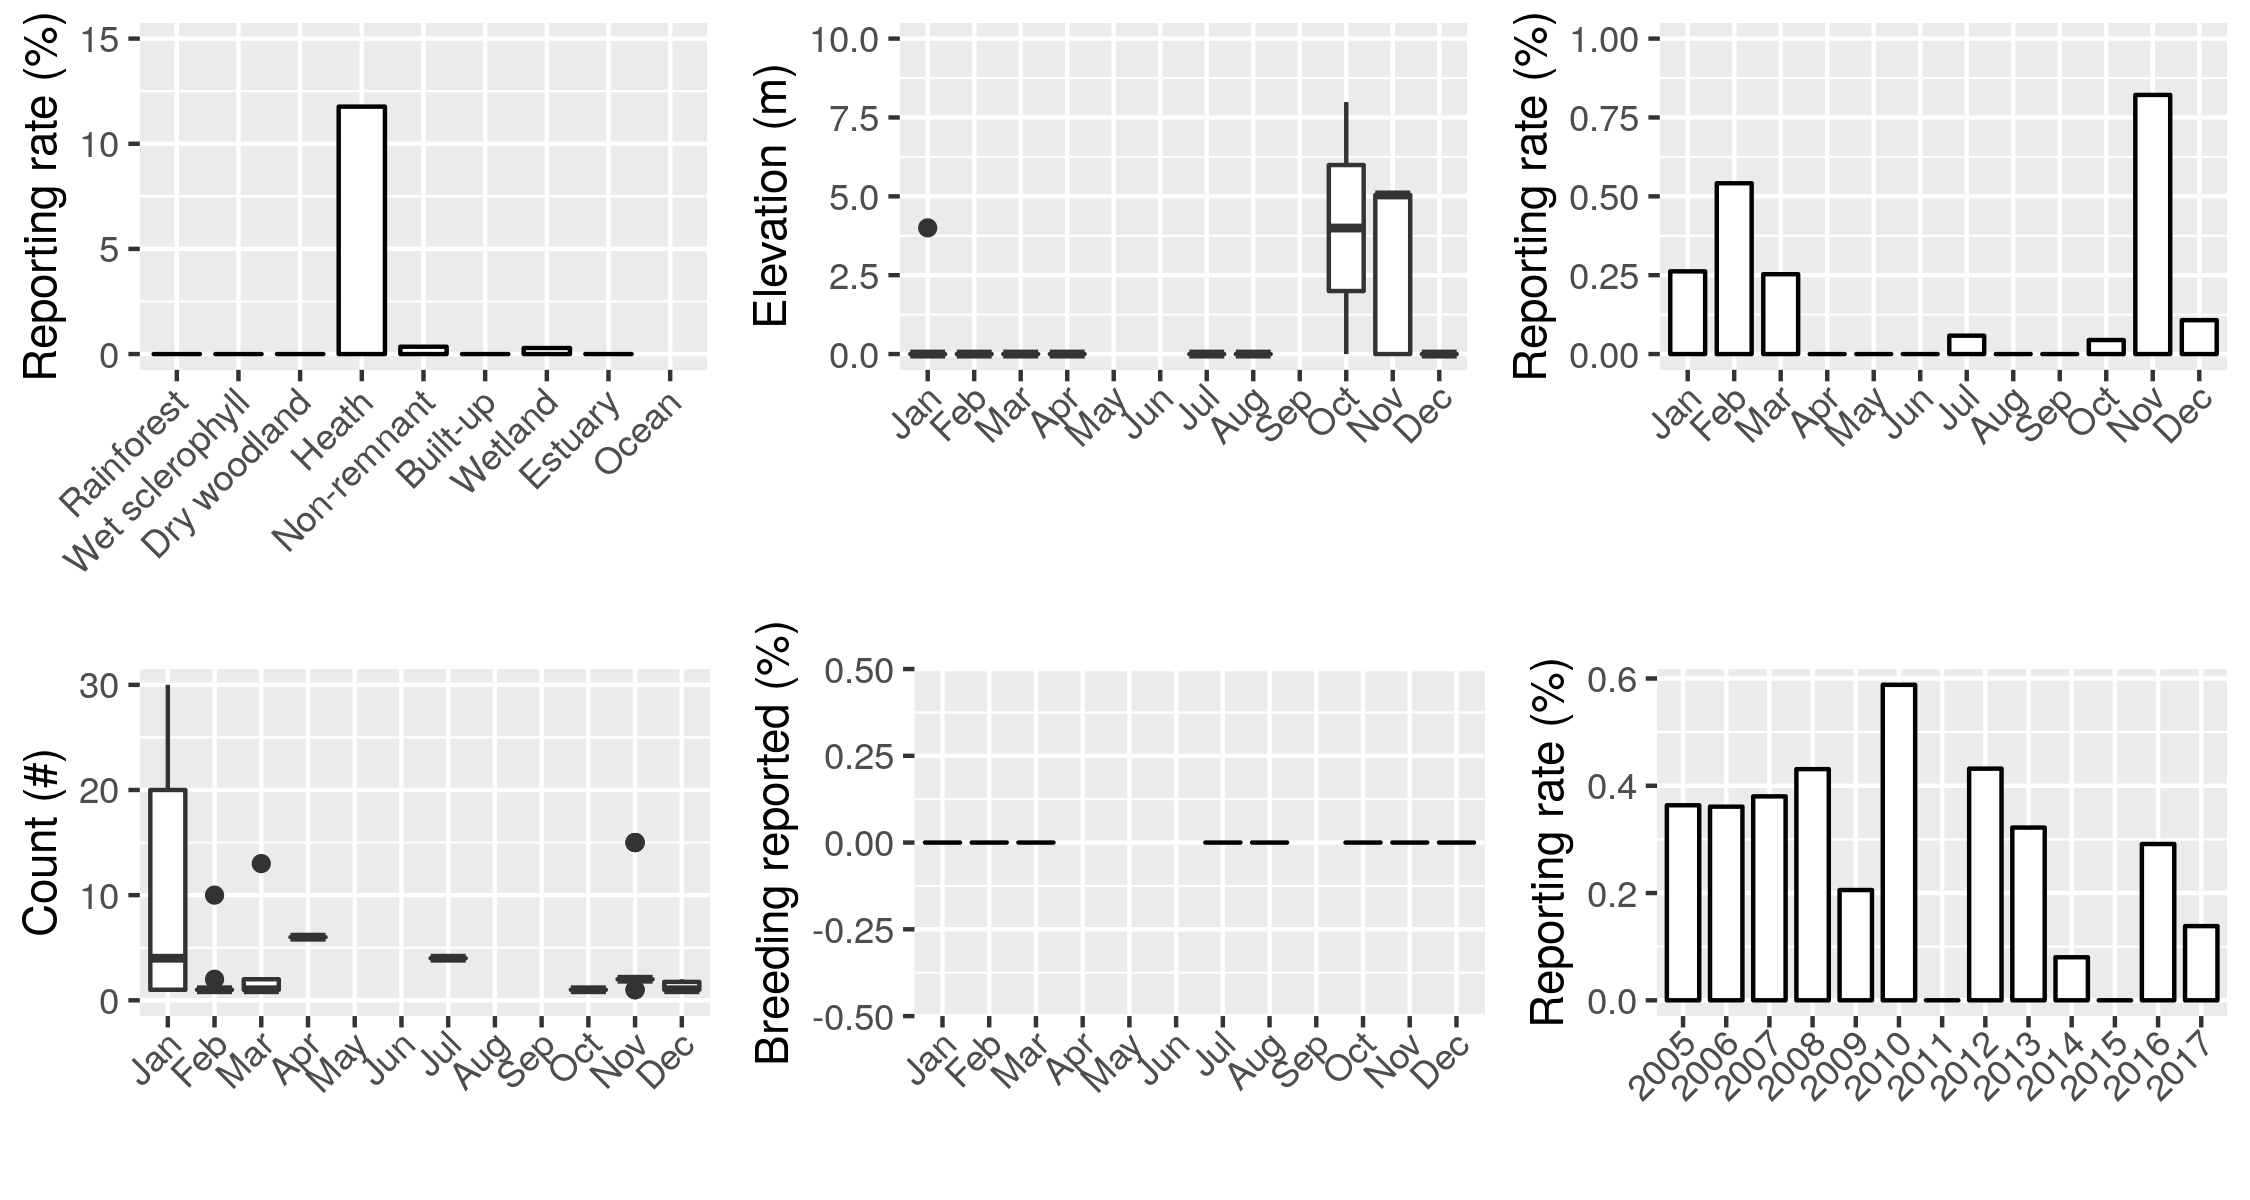 Reporting rate (%)
15
10
5
0
Rainforest
Wet sclerophyll
Dry woodland
Heath
Non-remnant
Built-up
Wetland
Estuary
Ocean
Elevation (m)
10.0
7.5
5.0
2.5
0.0
Jan
Feb
Mar
Apr
May
Jun
Jul
Aug
Sep
Oct
Nov
Dec
Reporting rate (%)
1.00
0.75
0.50
0.25
0.00
Jan
Feb
Mar
Apr
May
Jun
Jul
Aug
Sep
Oct
Nov
Dec
Count (#)
30
20
10
0
Jan
Feb
Mar
Apr
May
Jun
Jul
Aug
Sep
Oct
Nov
Dec
Breeding reported (%)
0.50
0.25
0.00
-0.25
-0.50
Jan
Feb
Mar
Apr
May
Jun
Jul
Aug
Sep
Oct
Nov
Dec
Reporting rate (%)
0.6
0.4
0.2
0.0
2005
2006
2007
2008
2009
2010
2011
2012
2013
2014
2015
2016
2017